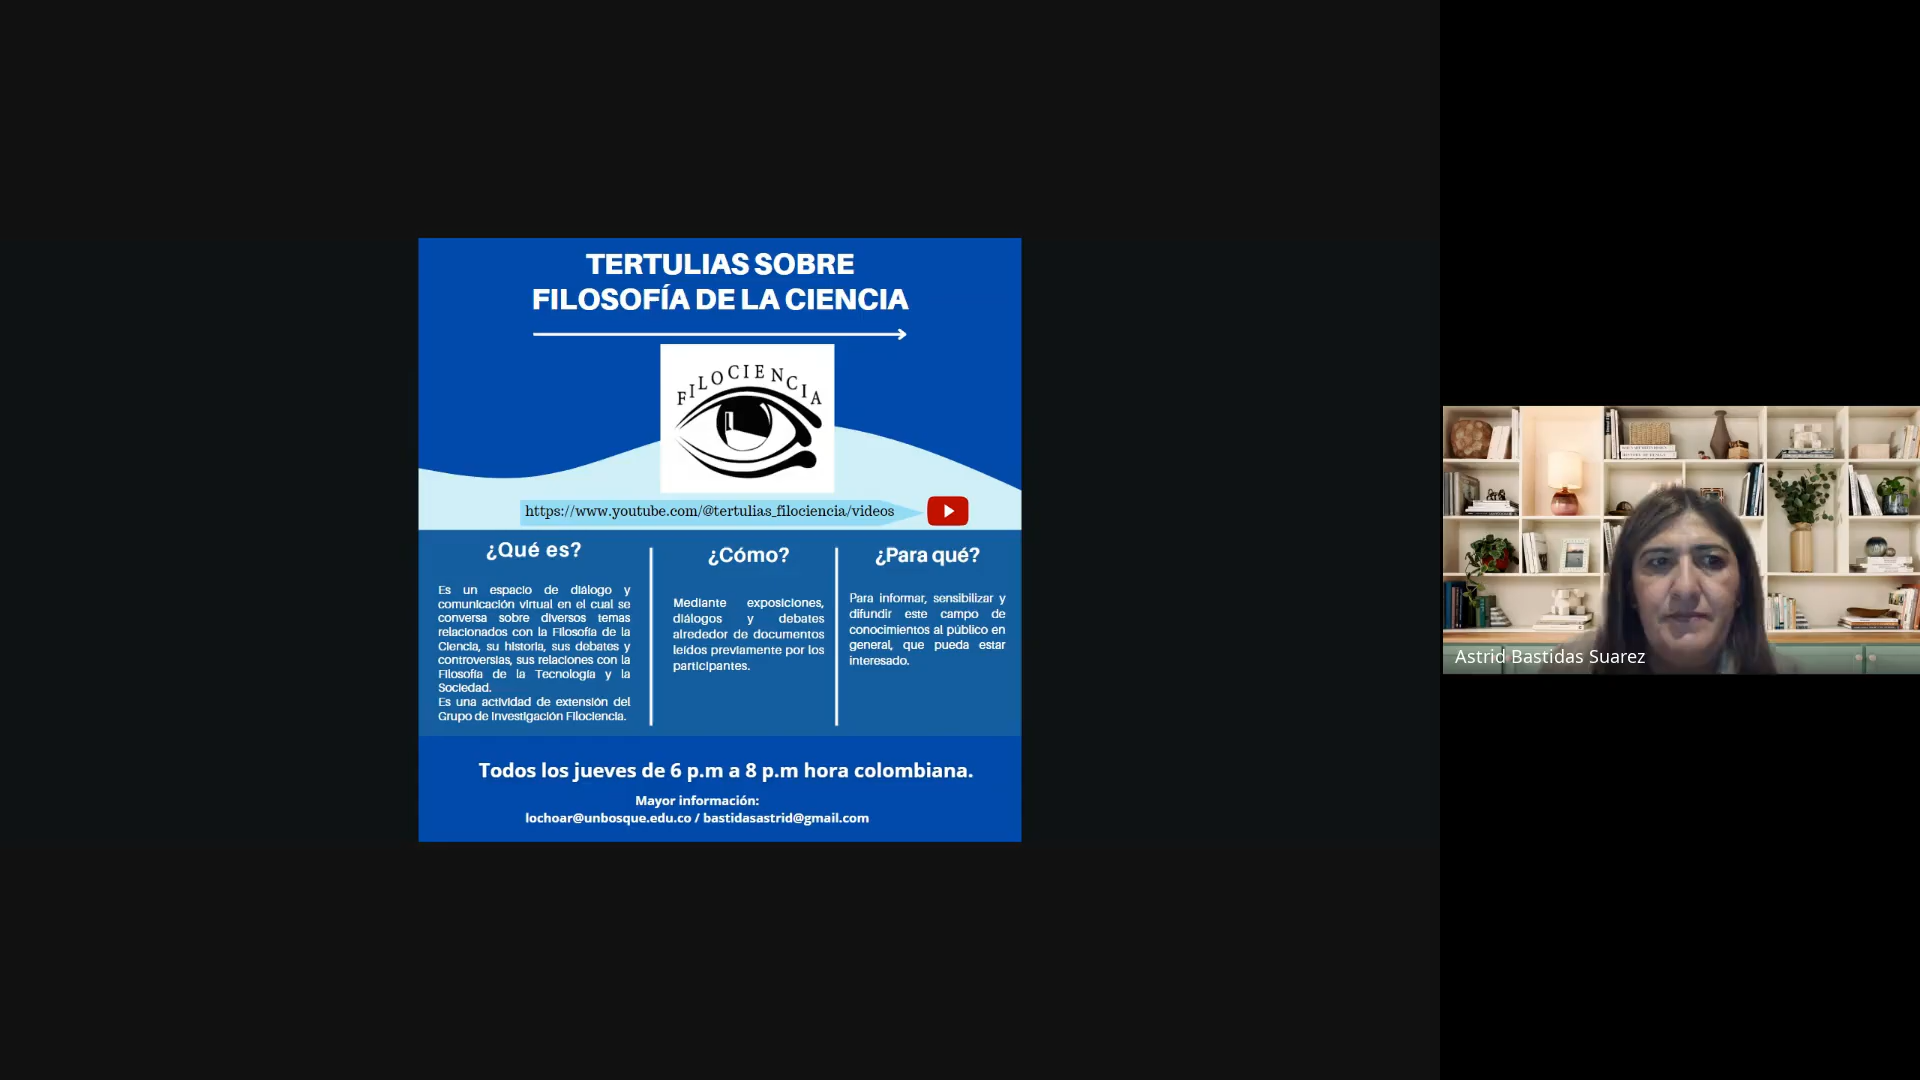 TERTULIAS SOBRE
FILOSOFÍA DE LA CIENCIA
FILOCIENCIA
https://www.youtube.com/@tertulias_filociencia/videos
¿Qué es?
Es un espacio de diálogo y
comunicación virtual en el cual se
conversa sobre diversos temas
relacionados con la Filosofía de la
Ciencia, su historia, sus debates y
controversias, sus relaciones con la
Filosofía de la Tecnología y la
Sociedad.
Es una actividad de extensión del
Grupo de Investigación Filociencia.
¿Cómo?
Mediante exposiciones,
diálogos y debates
alrededor de documentos
leídos previamente por los
participantes.
¿Para qué?
Para informar, sensibilizar y
difundir este campo de
conocimientos al público en
general, que pueda estar
interesado.
Todos los jueves de 6 p.m a 8 p.m hora colombiana.
Mayor información:
lochoar@unbosque.edu.co / bastidasastrid@gmail.com
Astrid Bastidas Suarez